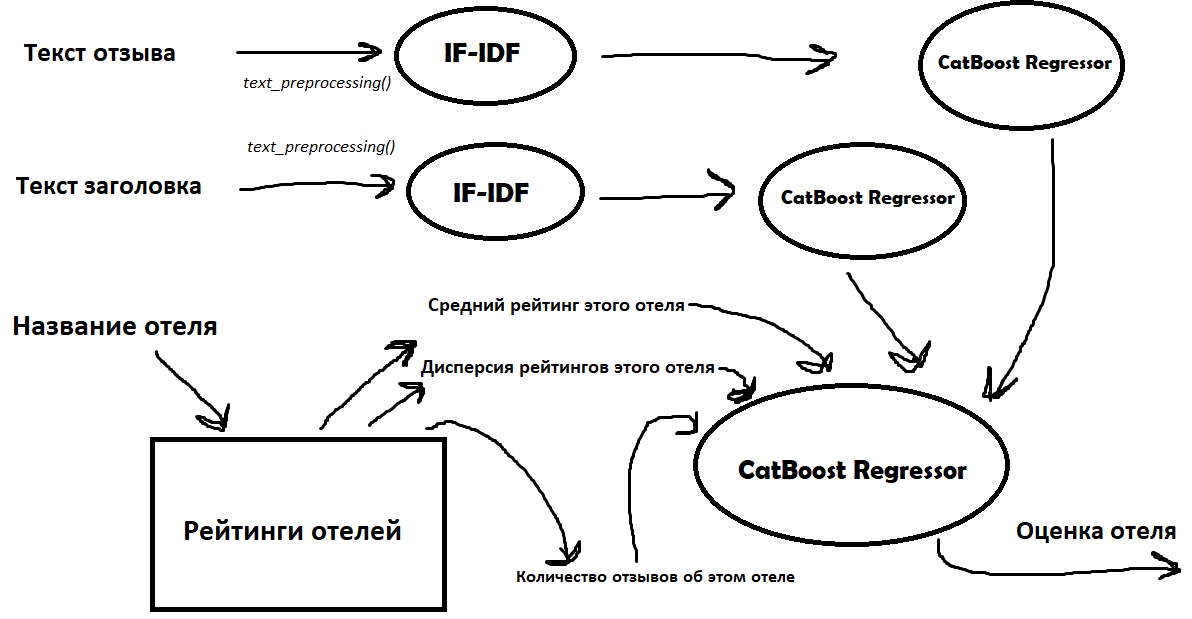 Текст отзыва
text_preprocessing()
IF-IDF
CatBoost Regressor
Текст заголовка
text_preprocessing()
IF-IDF
CatBoost Regressor
Название отеля
Средний рейтинг этого отеля
Дисперсия рейтингов этого отеля
Рейтинги отелей
Количество отзывов об этом отеле
CatBoost Regressor
Оценка отеля